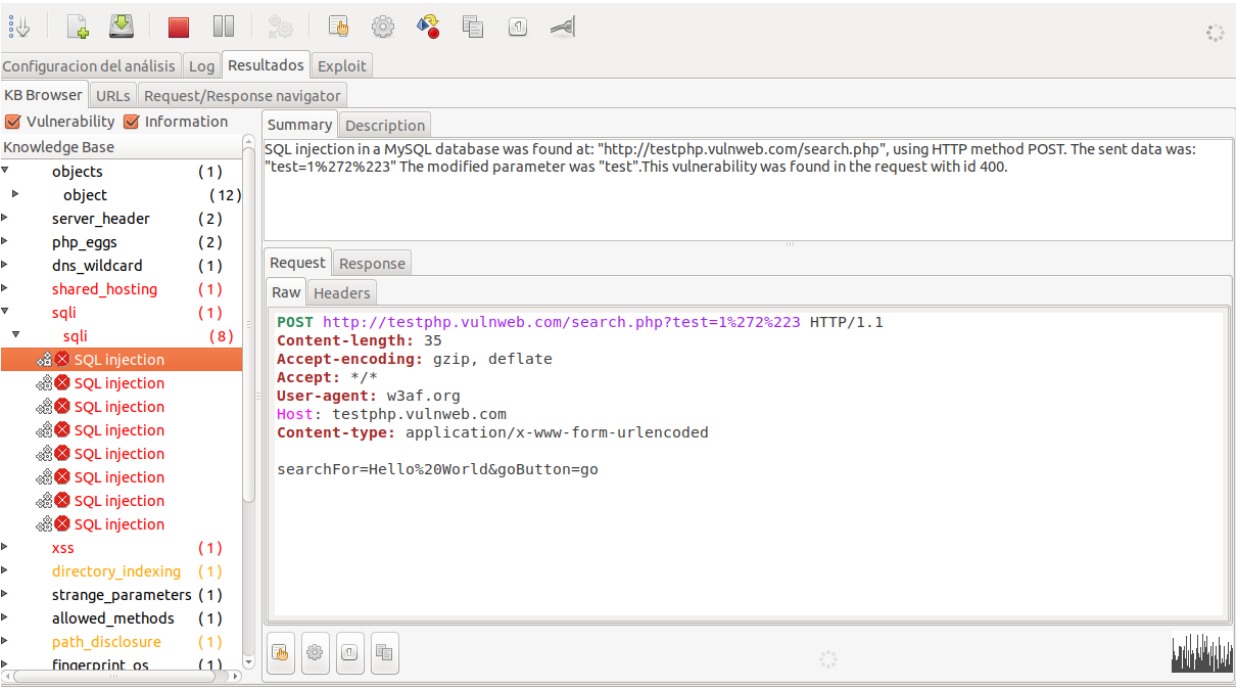 Configuracion del análisis Log Resultados Exploit
KB Browser URLs Request/Response navigator
Vulnerability Information
Knowledge Base
objects (1)
object (12)
server_header (2)
php_eggs (2)
dns_wildcard (1)
shared_hosting (1)
sqli (1)
sqli (8)
SQL injection
SQL injection
SQL injection
SQL injection
SQL injection
SQL injection
SQL injection
SQL injection
xss (1)
directory_indexing (1)
strange_parameters (1)
allowed_methods (1)
path_disclosure (1)
fingerprint_os (1)
Summary Description
SQL injection in a MySQL database was found at: "http://testphp.vulnweb.com/search.php", using HTTP method POST. The sent data was:
"test=1%272%223" The modified parameter was "test".This vulnerability was found in the request with id 400.
Request Response
Raw Headers
POST http://testphp.vulnweb.com/search.php?test=1%272%223 HTTP/1.1
Content-length: 35
Accept-encoding: gzip, deflate
Accept: */*
User-agent: w3af.org
Host: testphp.vulnweb.com
Content-type: application/x-www-form-urlencoded
searchFor=Hello%20World&goButton=go